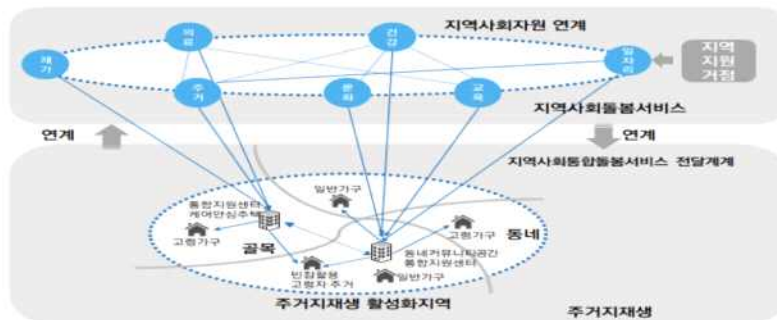 지역사회자원 연계
의료
건강
재가
일자리
지역
지원
거점
주거
문화
교육
지역사회돌봄서비스
연계
연계
지역사회통합돌봄서비스 전달계계
일반가구
통합지원센터
케어안심주택
고령가구
고령가구
동네
골목
동네커뮤니티공간
통합지원센터
빈집활용
고령자 주거
일반가구
주거지재생 활성화지역
주거지재생